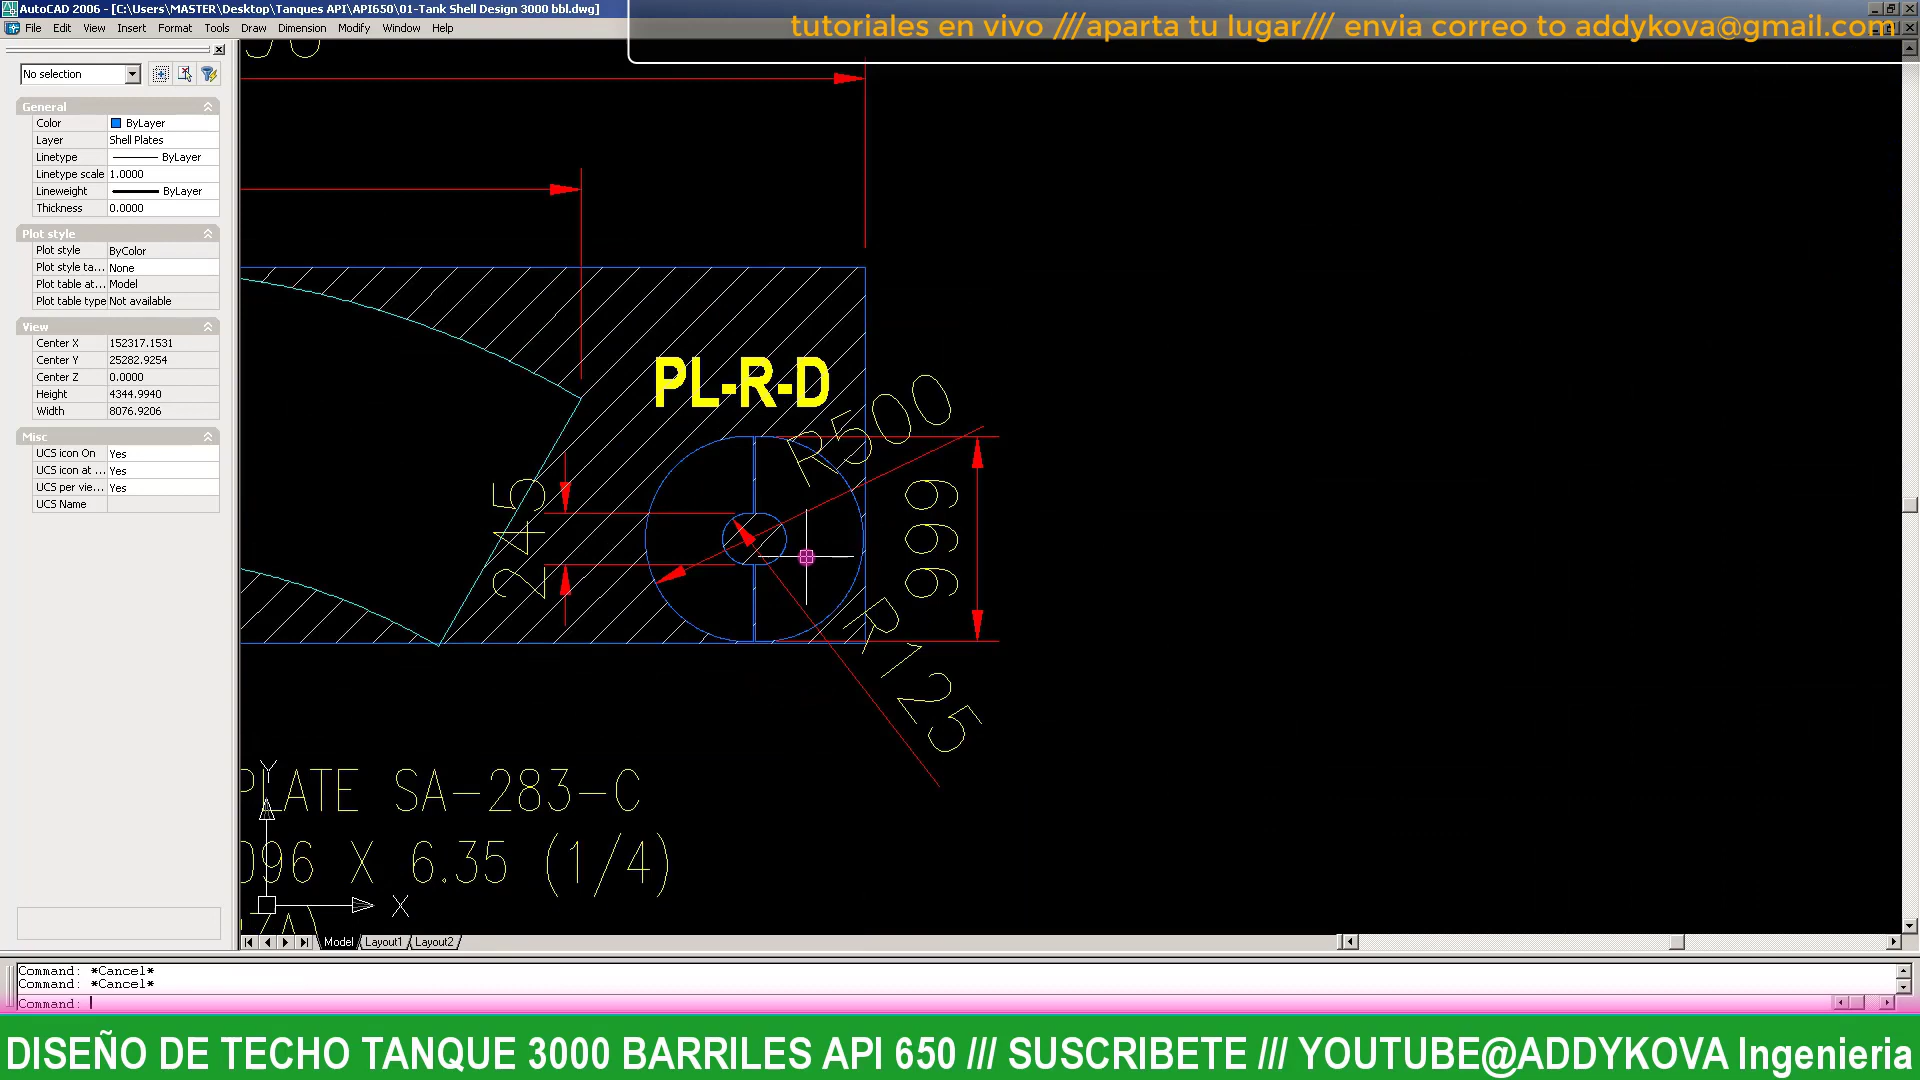 AutoCAD 2006 - [C:\Users\MASTER\Desktop\Tanques API\API650\01-Tank Shell Design 3000 bbl.dwg]
tutoriales en vivo ///aparta tu lugar/// envia correo to addykova@gmail.com
File Edit View Insert Format Tools Draw Dimension Modify Window Help
No selection
General
Color ByLayer
Layer Shell Plates
Linetype ByLayer
Linetype scale 1.0000
Lineweight ByLayer
Thickness 0.0000
Plot style
Plot style ByColor
Plot style ta... None
Plot table at... Model
Plot table type Not available
View
Center X 152317.1531
Center Y 25282.9254
Center Z 0.0000
Height 4344.9940
Width 8076.9206
Misc
UCS icon On Yes
UCS icon at ... Yes
UCS per vie... Yes
UCS Name
PL-R-D
R500
245
999
R125
PLATE SA-283-C
096 X 6.35 (1/4)
Y
X
Model Layout1 Layout2
Command: *Cancel*
Command: *Cancel*
Command:
DISEÑO DE TECHO TANQUE 3000 BARRILES API 650 /// SUSCRIBETE /// YOUTUBE@ADDYKOVA Ingenieria